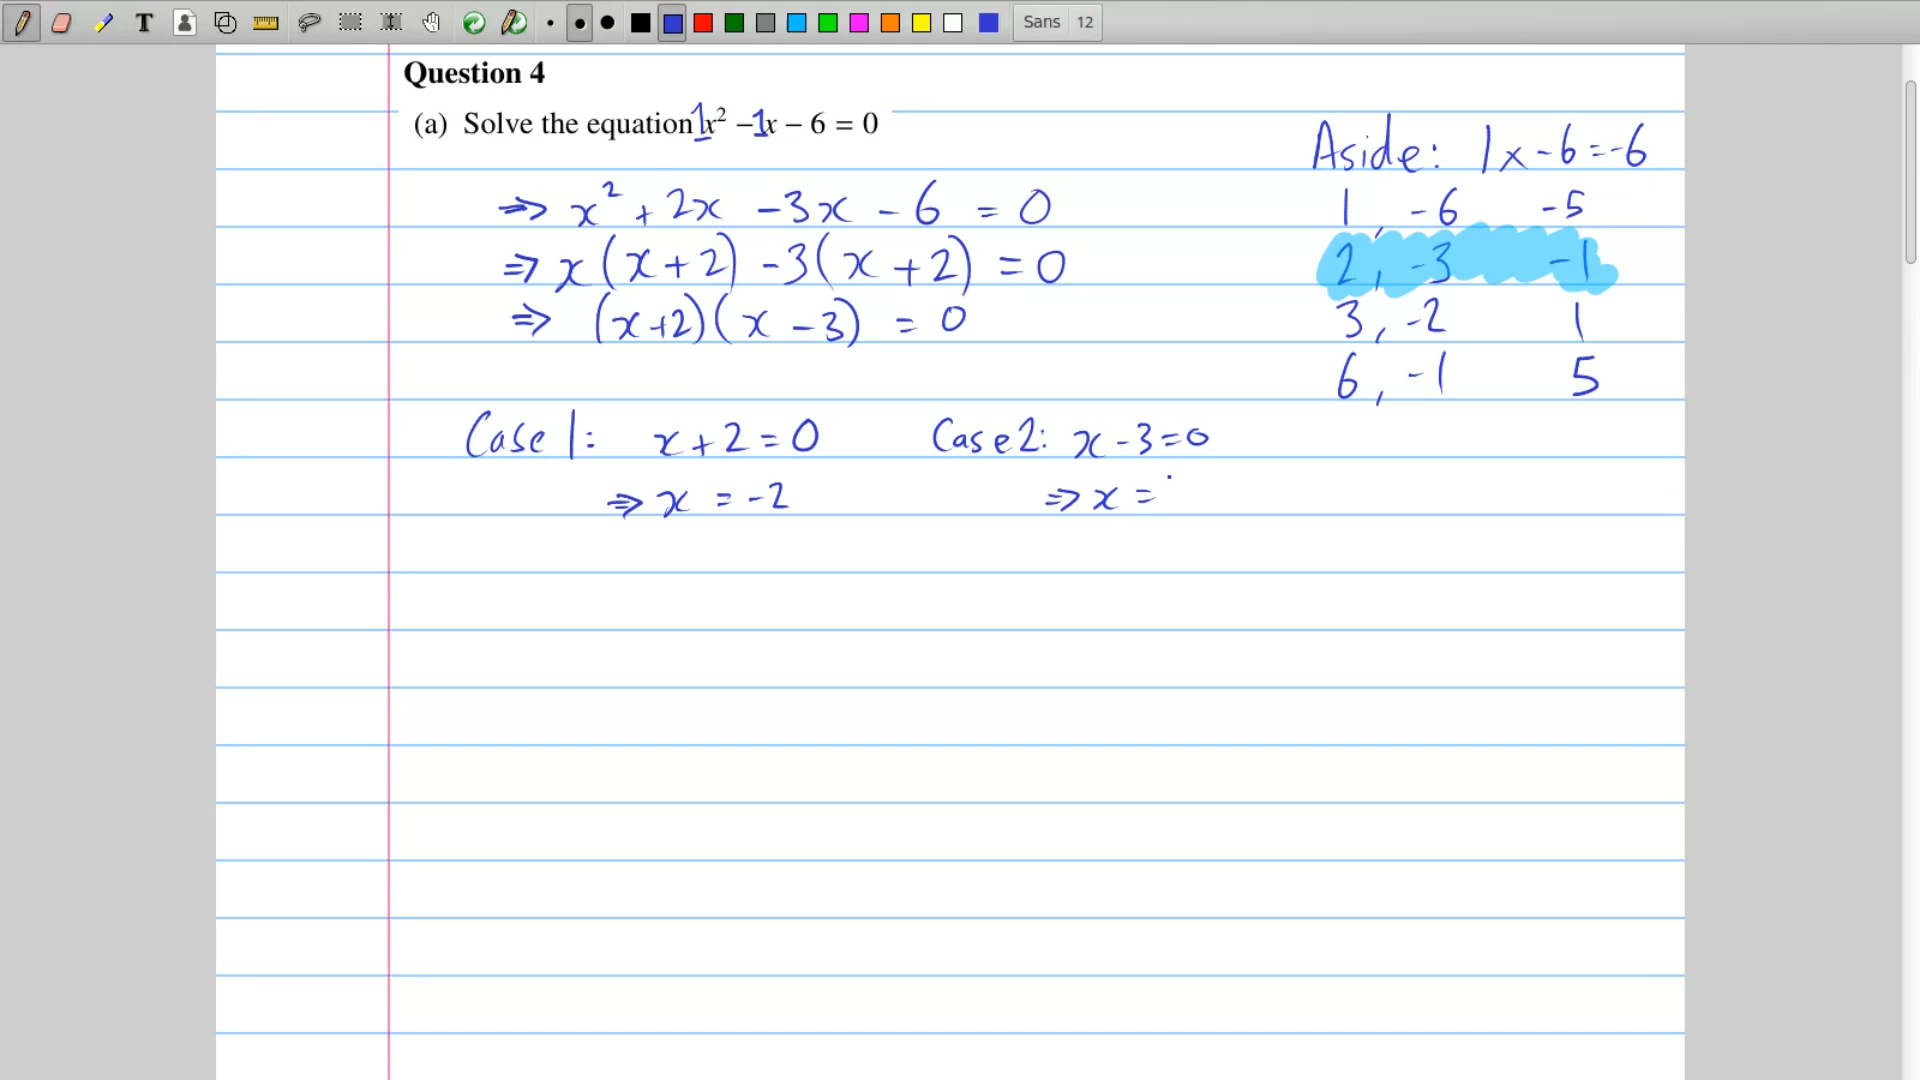 T Sans 12
Question 4
(a) Solve the equation 1x² – 1x – 6 = 0
Aside: 1x-6=-6
⇒ x² + 2x - 3x - 6 = 0
1, -6 -5
⇒ x(x+2) -3(x+2) = 0
2, -3 -1
⇒ (x+2)(x-3) = 0
3, -2 1
6, -1 5
Case 1: x+2=0 Case 2: x-3=0
⇒ x = -2 ⇒ x =